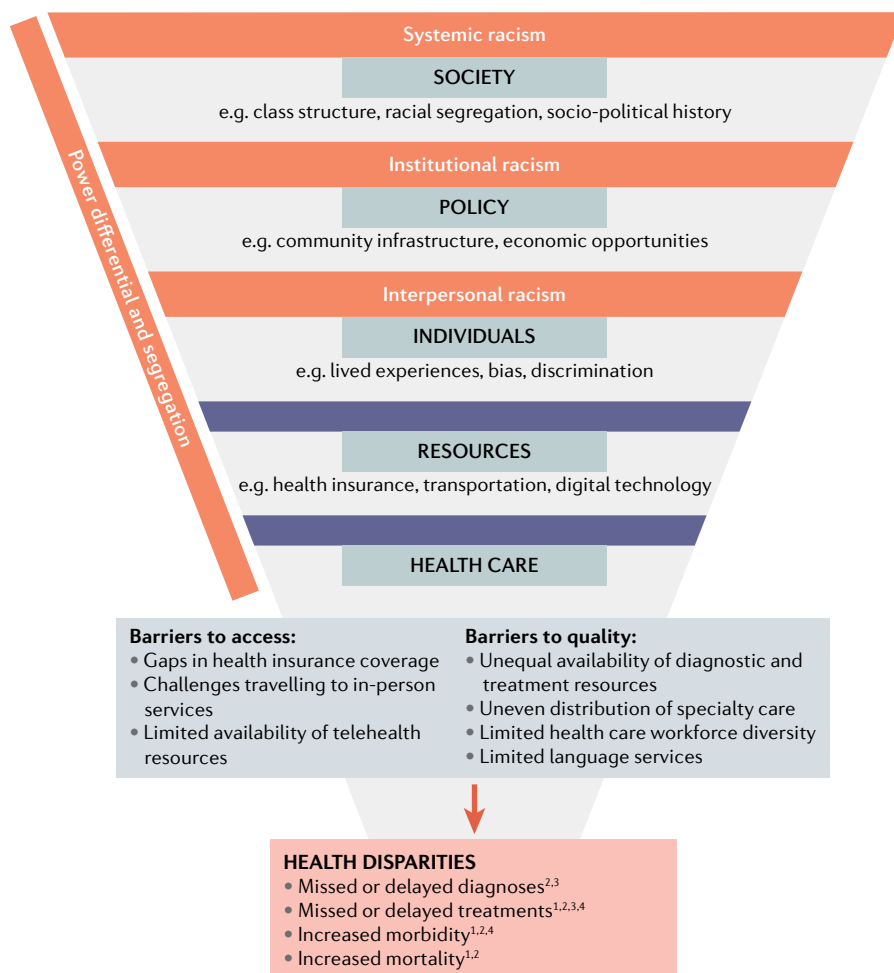 Systemic racism
SOCIETY
e.g. class structure, racial segregation, socio-political history
Institutional racism
POLICY
e.g. community infrastructure, economic opportunities
Interpersonal racism
INDIVIDUALS
e.g. lived experiences, bias, discrimination
RESOURCES
e.g. health insurance, transportation, digital technology
HEALTH CARE
Power differential and segregation
Barriers to access:
• Gaps in health insurance coverage
• Challenges travelling to in-person
services
• Limited availability of telehealth
resources
Barriers to quality:
• Unequal availability of diagnostic and
treatment resources
• Uneven distribution of specialty care
• Limited health care workforce diversity
• Limited language services
HEALTH DISPARITIES
• Missed or delayed diagnoses2,3
• Missed or delayed treatments1,2,3,4
• Increased morbidity1,2,4
• Increased mortality1,2